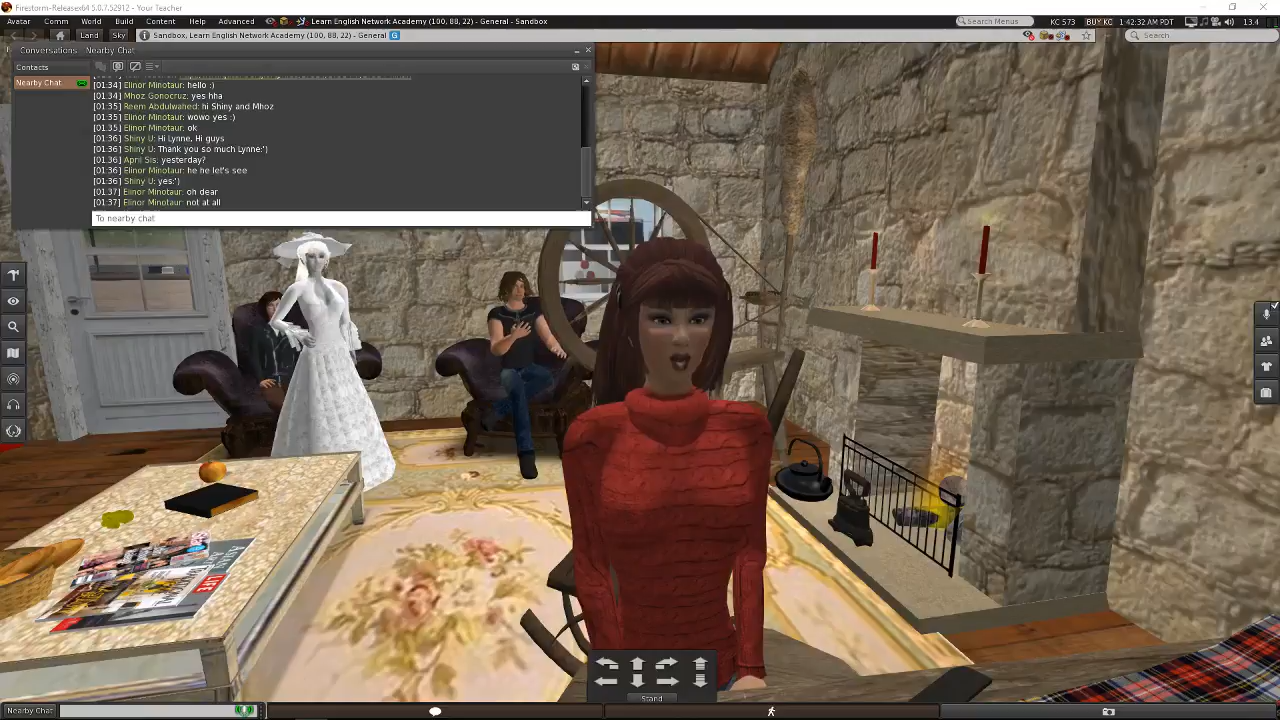 Firestorm-Releasex64 5.0.7.52912 - Your Teacher
Avatar Comm World Build Content Help Advanced Learn English Network Academy (100, 88, 22) - General - Sandbox Search Menus KC 573 BUY KC 1:42:32 AM PDT 13.4
Land Sky Sandbox, Learn English Network Academy (100, 88, 22) - General G Search
Conversations Nearby Chat
Contacts
Nearby Chat
[01:34] Elinor Minotaur: hello :)
[01:34] Mhoz Gonocruz: yes hha
[01:35] Reem Abdulwahed: hi Shiny and Mhoz
[01:35] Elinor Minotaur: wowo yes :)
[01:35] Elinor Minotaur: ok
[01:36] Shiny U: Hi Lynne, Hi guys
[01:36] Shiny U: Thank you so much Lynne:')
[01:36] April Sis: yesterday?
[01:36] Elinor Minotaur: he he let's see
[01:36] Shiny U: yes:')
[01:37] Elinor Minotaur: oh dear
[01:37] Elinor Minotaur: not at all
To nearby chat
LIFE
Stand
Nearby Chat